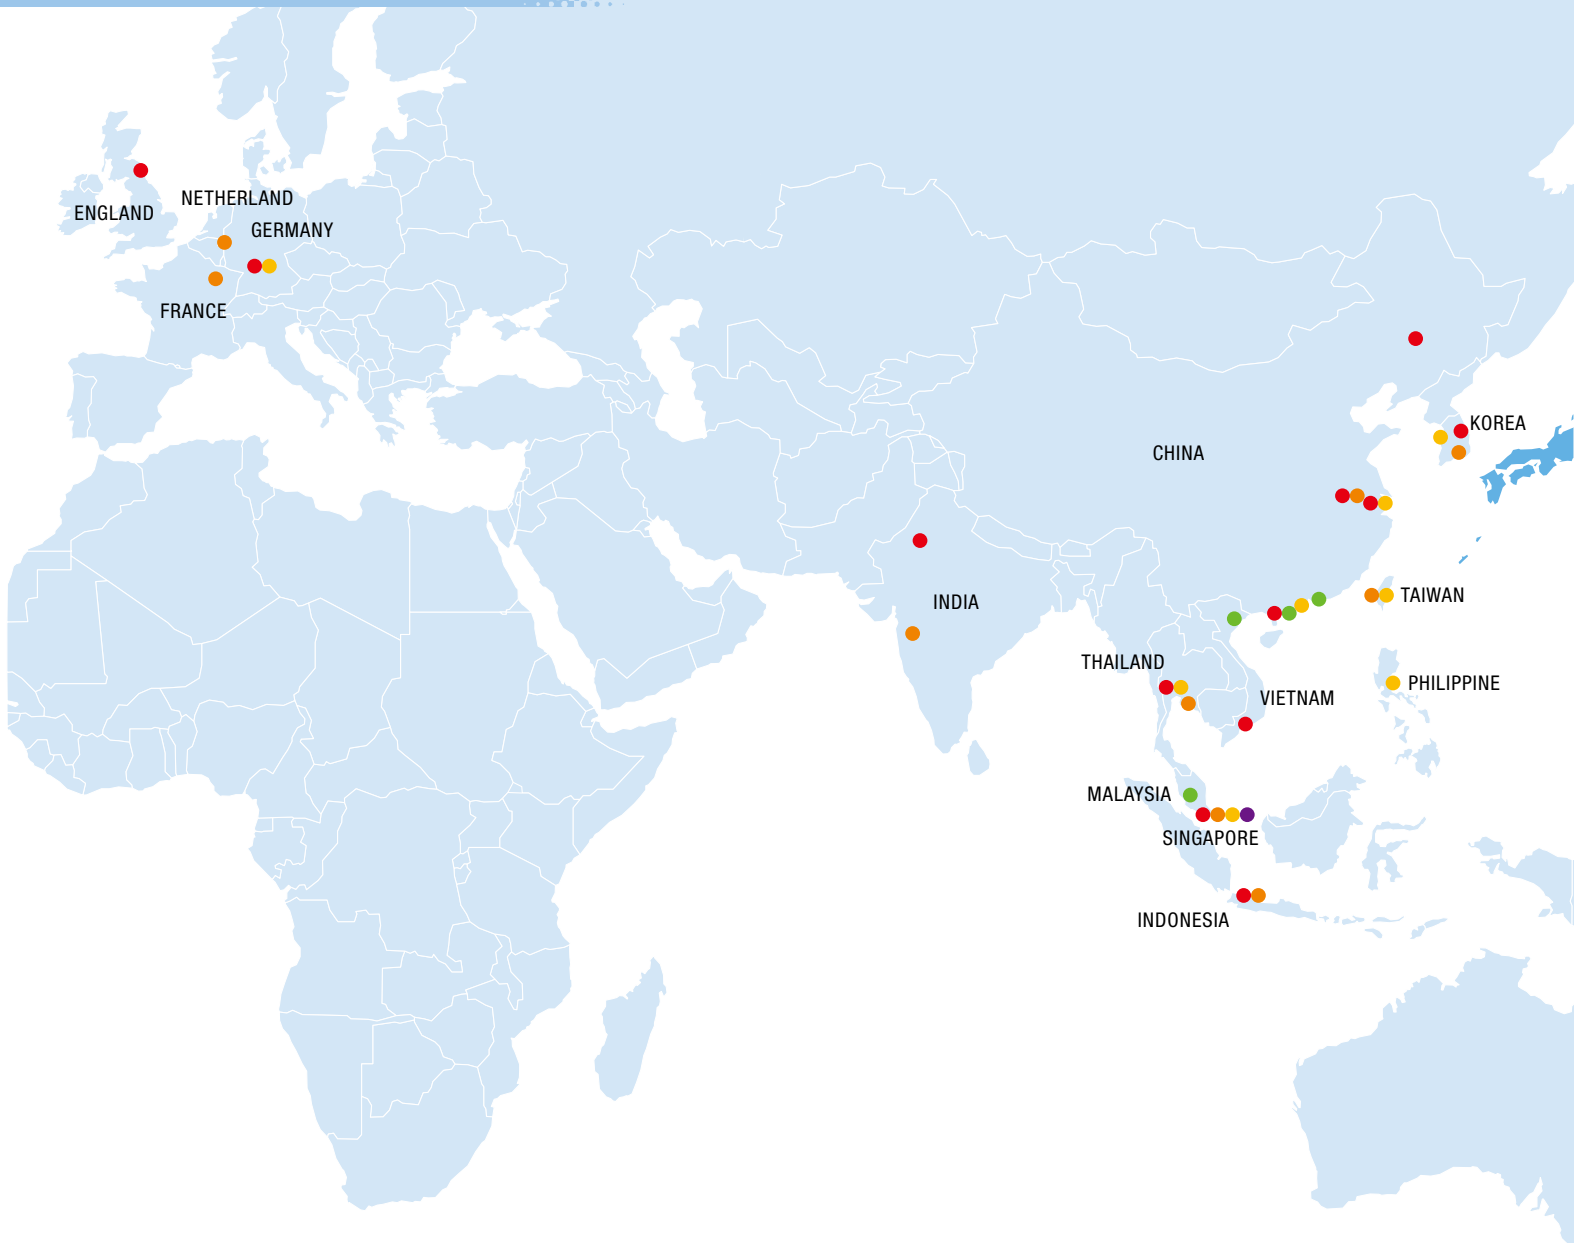 NETHERLAND
ENGLAND
GERMANY
FRANCE
KOREA
CHINA
TAIWAN
INDIA
THAILAND
PHILIPPINE
VIETNAM
MALAYSIA
SINGAPORE
INDONESIA